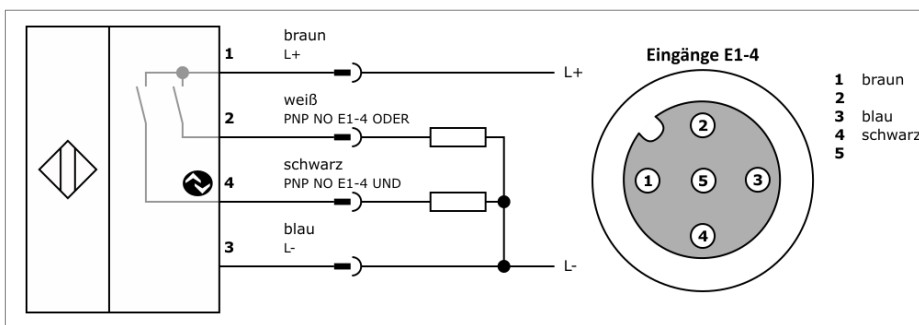 1 braun
L+
L+
2 weiß
PNP NO E1-4 ODER
4 schwarz
PNP NO E1-4 UND
3 blau
L-
L-
Eingänge E1-4
2
1 5 3
4
1 braun
2
3 blau
4 schwarz
5